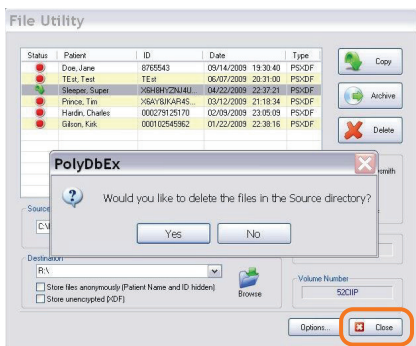 File Utility
Status Patient ID Date Type
Doe, Jane 8765543 09/14/2009 19:30:40 PSXDF
TEst, Test TEst 06/07/2009 20:31:00 PSXDF
Sleeper, Super X6H8HYZNJ4U... 04/22/2009 22:37:21 PSXDF
Prince, Tim X6AY8JKAR4S... 03/12/2009 21:18:34 PSXDF
Hardin, Charles 000279125170 02/09/2009 23:05:09 PSXDF
Gilson, Kirk 000102545962 01/22/2009 22:38:16 PSXDF
Copy
Archive
Delete
smith
PolyDbEx
Would you like to delete the files in the Source directory?
Yes No
Source
Destination
R:\
Store files anonymously (Patient Name and ID hidden)
Store unencrypted (XDF)
Browse
Volume Number
52CIIP
Options... Close